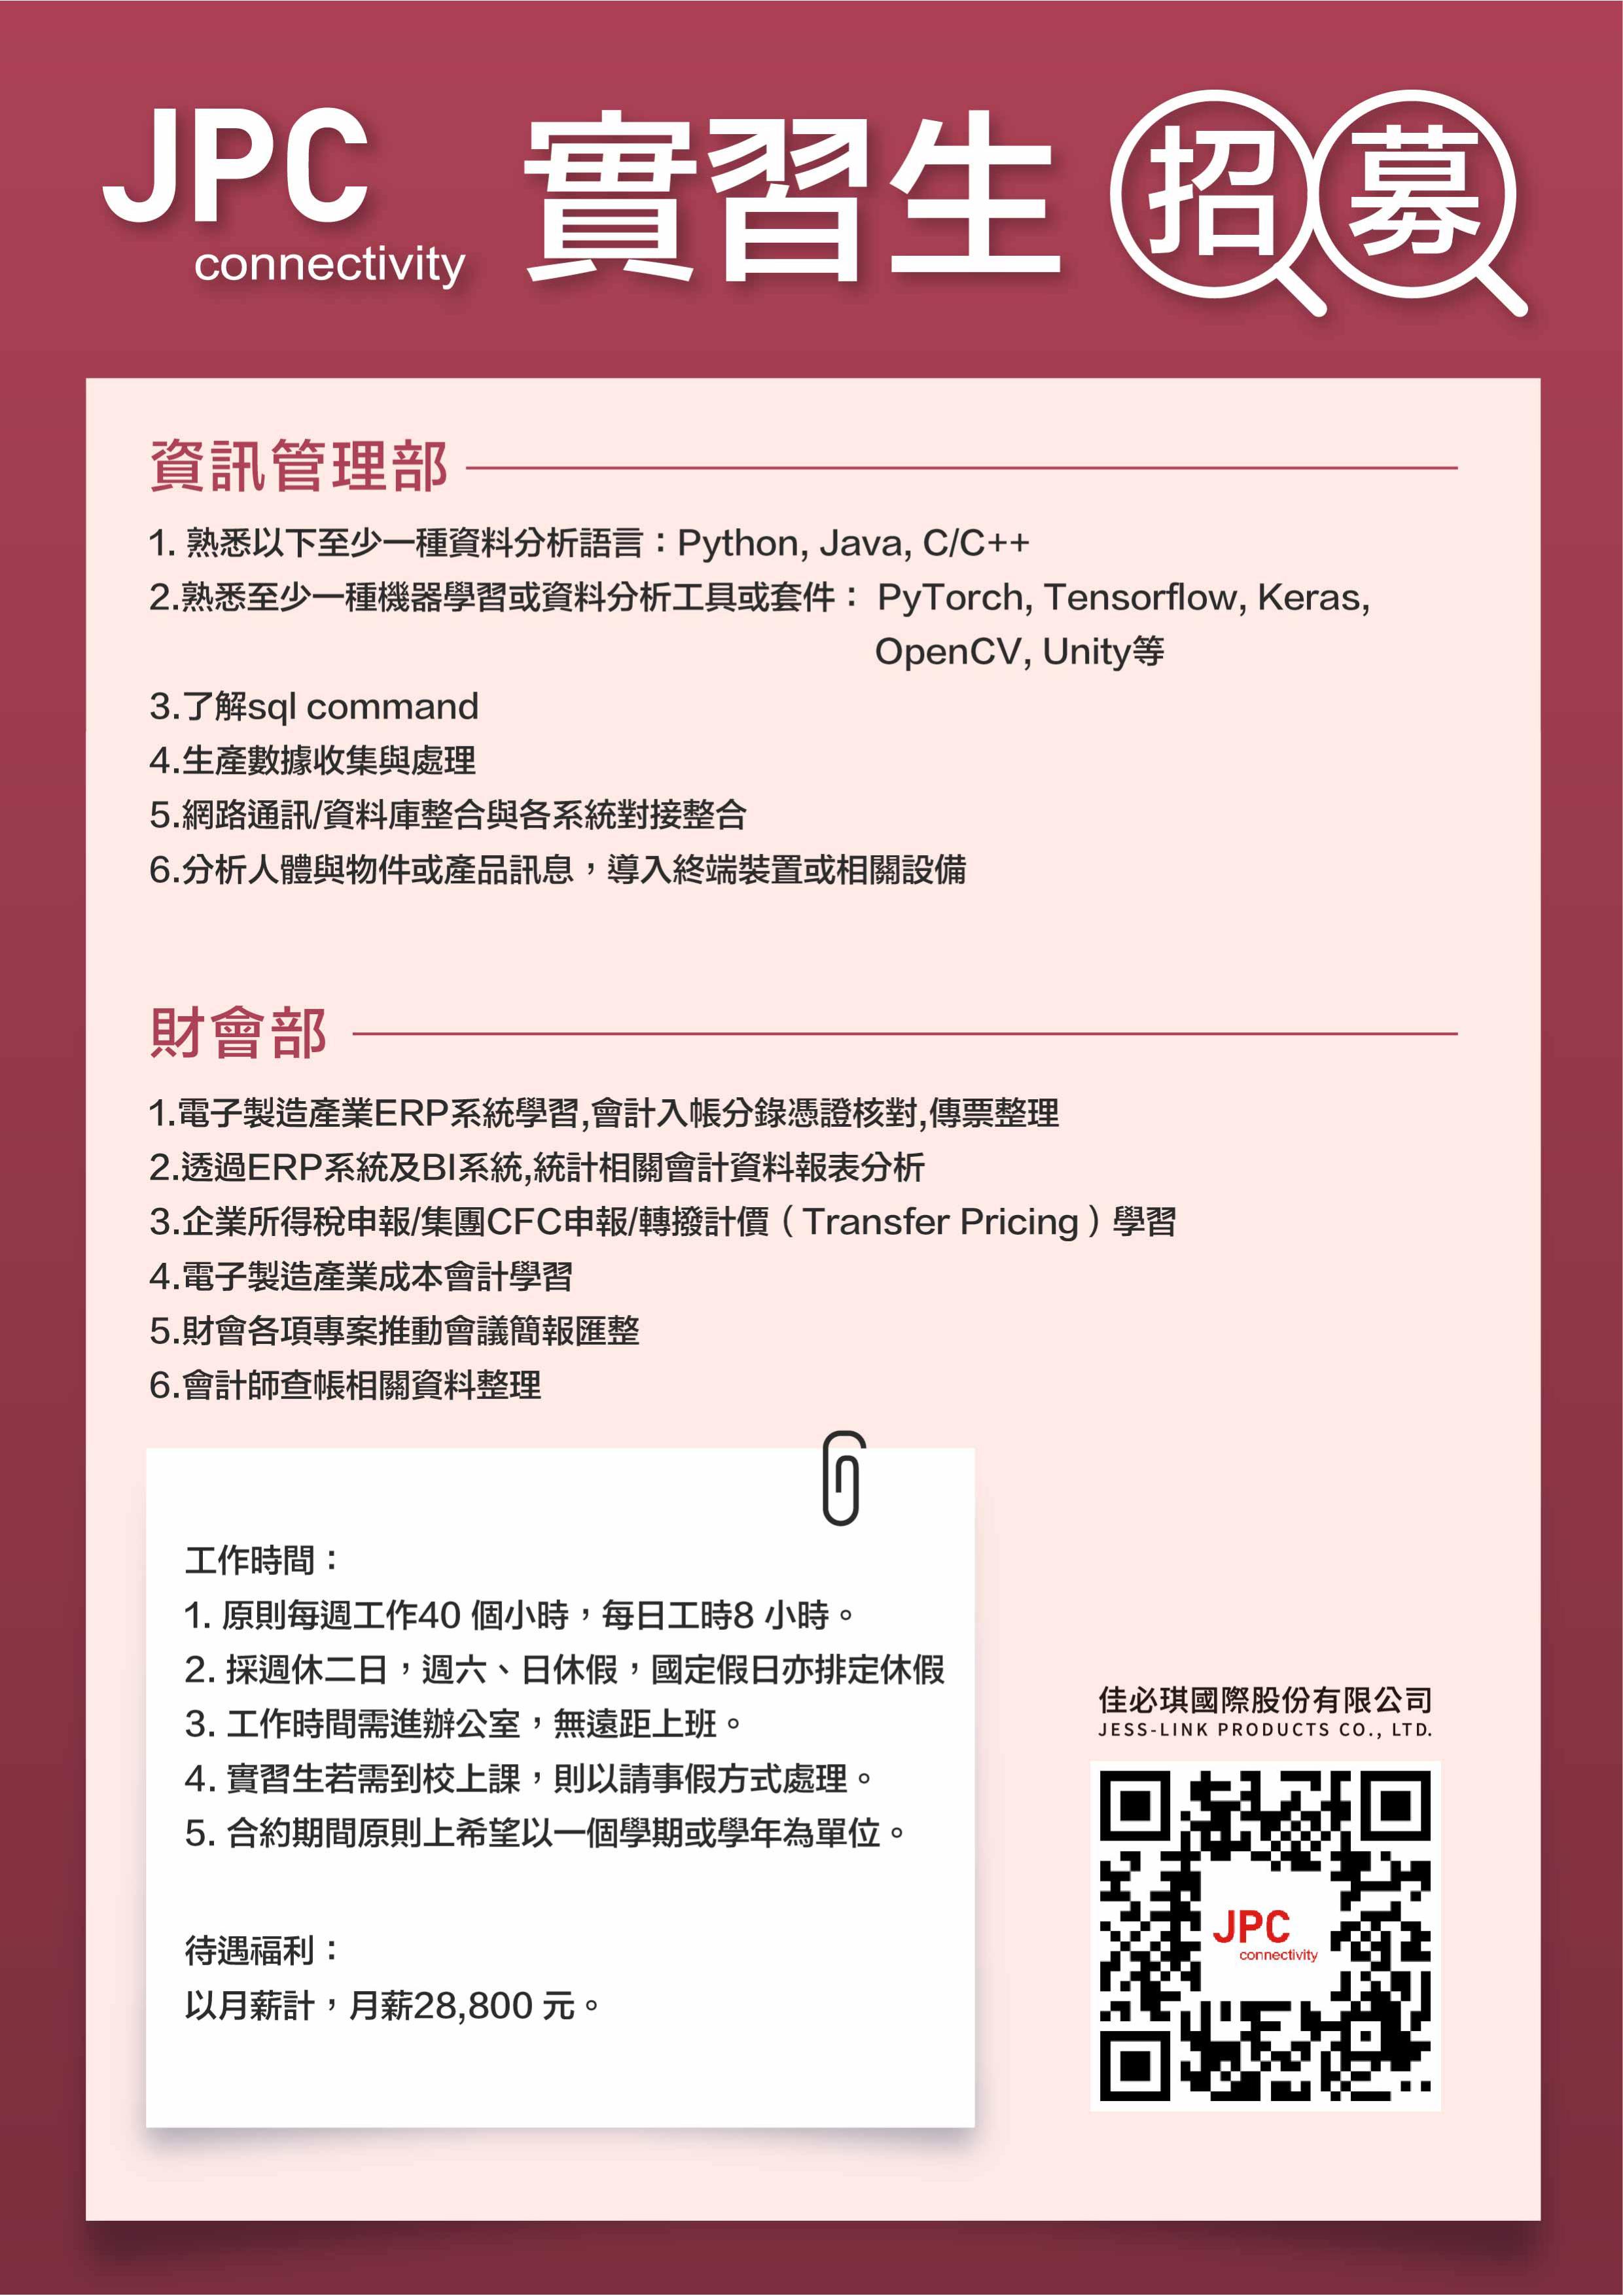 JPC
connectivity
實習生 招募
資訊管理部
1. 熟悉以下至少一種資料分析語言：Python, Java, C/C++
2.熟悉至少一種機器學習或資料分析工具或套件： PyTorch, Tensorflow, Keras,
OpenCV, Unity等
3.了解sql command
4.生產數據收集與處理
5.網路通訊/資料庫整合與各系統對接整合
6.分析人體與物件或產品訊息，導入終端裝置或相關設備
財會部
1.電子製造產業ERP系統學習,會計入帳分錄憑證核對,傳票整理
2.透過ERP系統及BI系統,統計相關會計資料報表分析
3.企業所得稅申報/集團CFC申報/轉撥計價（Transfer Pricing）學習
4.電子製造產業成本會計學習
5.財會各項專案推動會議簡報匯整
6.會計師查帳相關資料整理
工作時間：
1. 原則每週工作40 個小時，每日工時8 小時。
2. 採週休二日，週六、日休假，國定假日亦排定休假
3. 工作時間需進辦公室，無遠距上班。
4. 實習生若需到校上課，則以請事假方式處理。
5. 合約期間原則上希望以一個學期或學年為單位。
待遇福利：
以月薪計，月薪28,800 元。
佳必琪國際股份有限公司
JESS-LINK PRODUCTS CO., LTD.
JPC
connectivity